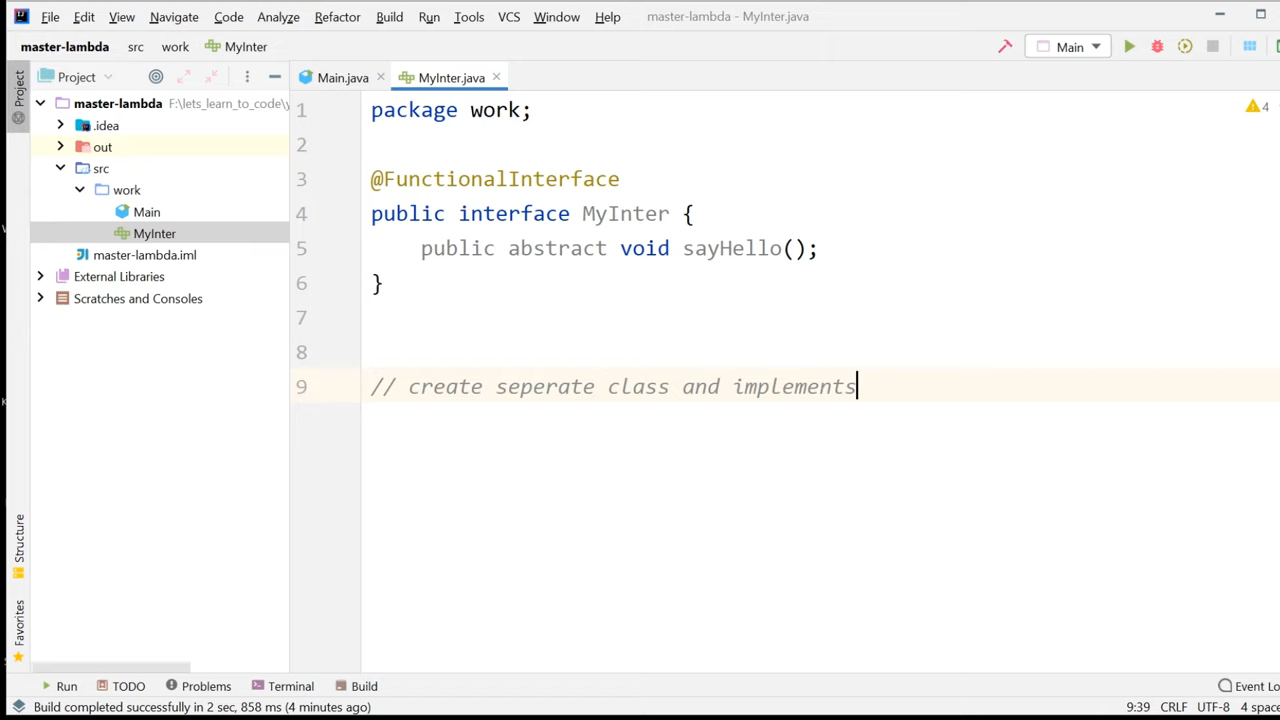 File Edit View Navigate Code Analyze Refactor Build Run Tools VCS Window Help master-lambda - MyInter.java
master-lambda src work MyInter Main
Project Project Main.java MyInter.java
master-lambda F:\lets_learn_to_code\y
.idea
out
src
work
Main
MyInter
master-lambda.iml
External Libraries
Scratches and Consoles
1 package work;
2
3 @FunctionalInterface
4 public interface MyInter {
5 public abstract void sayHello();
6 }
7
8
9 // create seperate class and implements
4
Structure
Favorites
Run TODO Problems Terminal Build Event Lo
Build completed successfully in 2 sec, 858 ms (4 minutes ago) 9:39 CRLF UTF-8 4 space